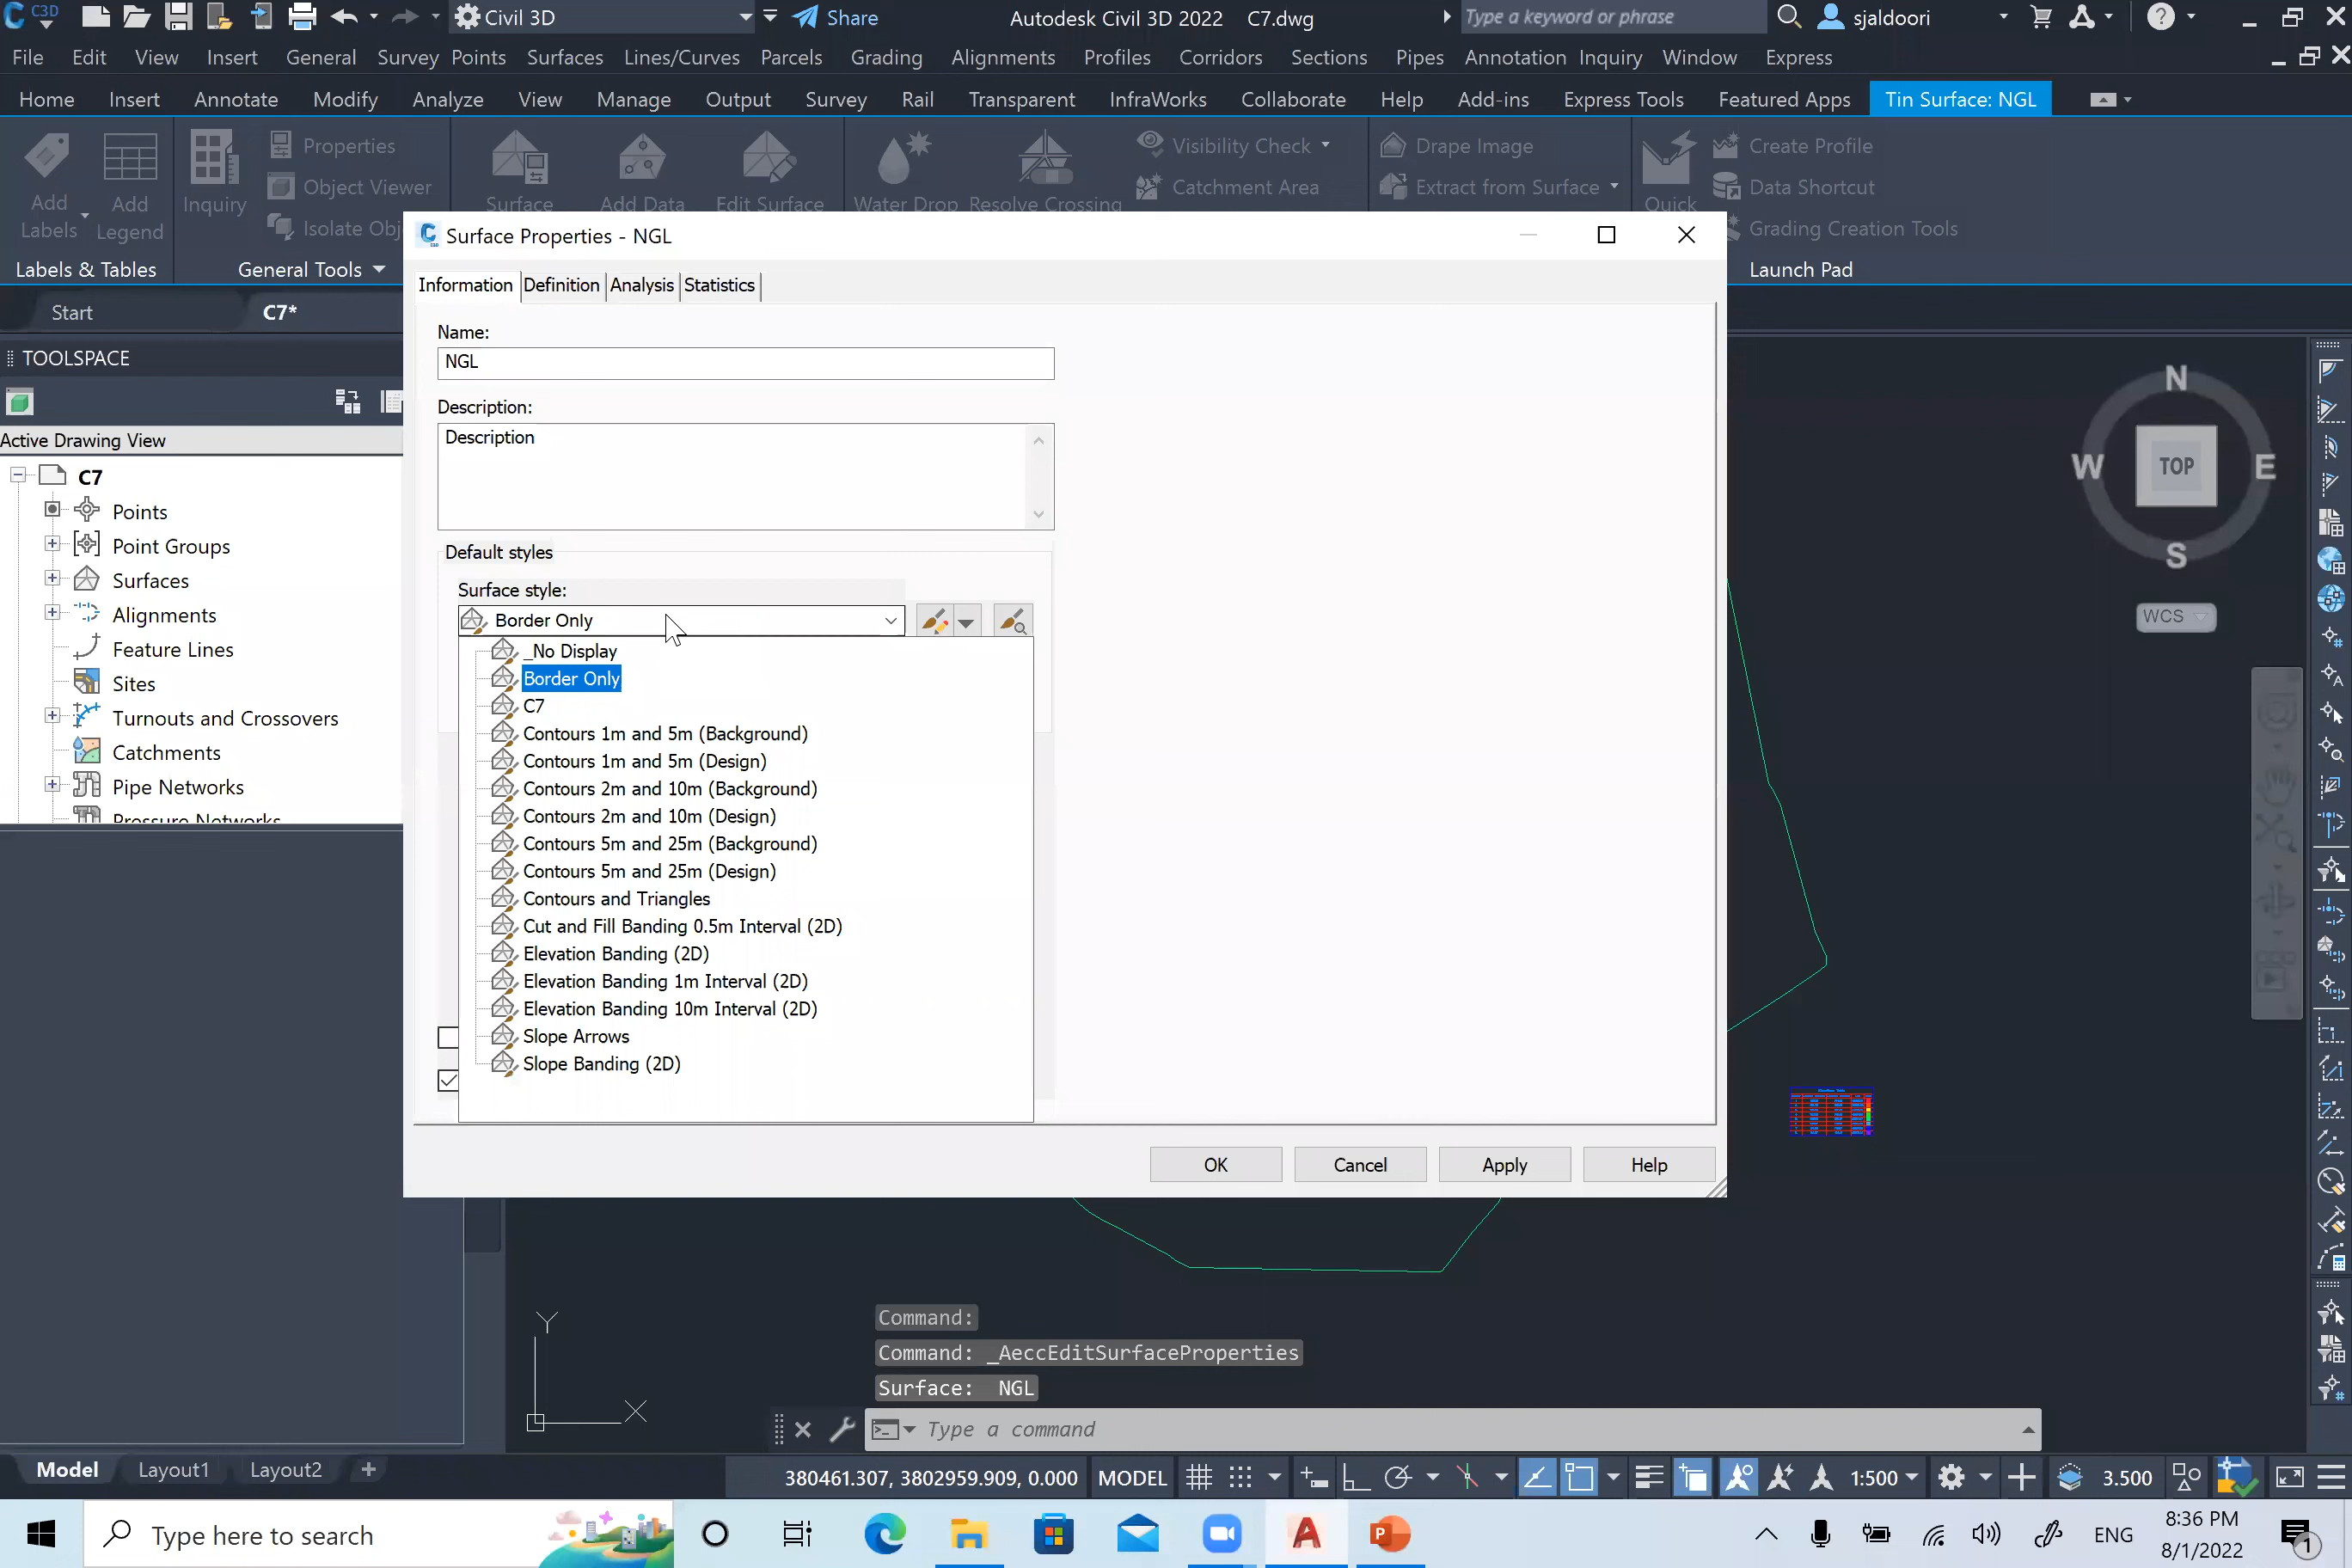 C3D
Civil 3D
Share
Autodesk Civil 3D 2022 C7.dwg
Type a keyword or phrase
sjaldoori
File Edit View Insert General Survey Points Surfaces Lines/Curves Parcels Grading Alignments Profiles Corridors Sections Pipes Annotation Inquiry Window Express
Home Insert Annotate Modify Analyze View Manage Output Survey Rail Transparent InfraWorks Collaborate Help Add-ins Express Tools Featured Apps Tin Surface: NGL
Add Labels
Add Legend
Inquiry
Properties
Object Viewer
Isolate Obj
Surface
Add Data
Edit Surface
Water Drop
Resolve Crossing
Visibility Check
Catchment Area
Drape Image
Extract from Surface
Quick
Create Profile
Data Shortcut
Grading Creation Tools
Labels & Tables
General Tools
Launch Pad
Start
C7*
TOOLSPACE
Active Drawing View
C7
Points
Point Groups
Surfaces
Alignments
Feature Lines
Sites
Turnouts and Crossovers
Catchments
Pipe Networks
Pressure Networks
Surface Properties - NGL
Information Definition Analysis Statistics
Name:
NGL
Description:
Description
Default styles
Surface style:
Border Only
_No Display
Border Only
C7
Contours 1m and 5m (Background)
Contours 1m and 5m (Design)
Contours 2m and 10m (Background)
Contours 2m and 10m (Design)
Contours 5m and 25m (Background)
Contours 5m and 25m (Design)
Contours and Triangles
Cut and Fill Banding 0.5m Interval (2D)
Elevation Banding (2D)
Elevation Banding 1m Interval (2D)
Elevation Banding 10m Interval (2D)
Slope Arrows
Slope Banding (2D)
OK Cancel Apply Help
N
W TOP E
S
WCS
Y
X
Command:
Command: _AeccEditSurfaceProperties
Surface: NGL
Type a command
Model Layout1 Layout2
380461.307, 3802959.909, 0.000 MODEL
1:500
3.500
Type here to search
ENG
8:36 PM
8/1/2022
1